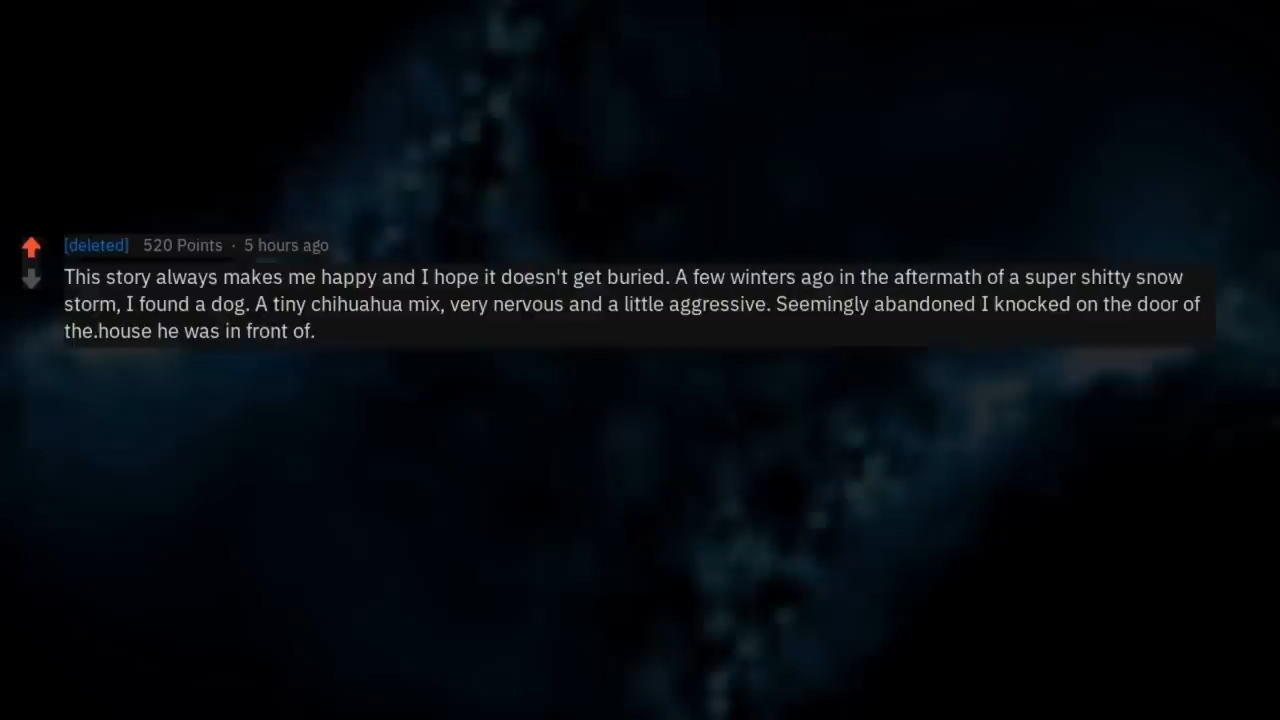 [deleted] 520 Points · 5 hours ago
This story always makes me happy and I hope it doesn't get buried. A few winters ago in the aftermath of a super shitty snow
storm, I found a dog. A tiny chihuahua mix, very nervous and a little aggressive. Seemingly abandoned I knocked on the door of
the.house he was in front of.